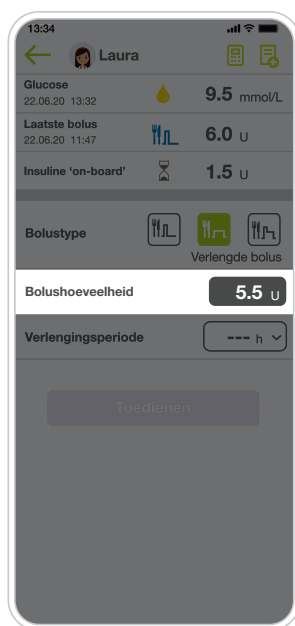 13:34
Laura
Glucose
22.06.20 13:32
9.5 mmol/L
Laatste bolus
22.06.20 11:47
6.0 U
Insuline ‘on-board’
1.5 U
Bolustype
Verlengde bolus
Bolushoeveelheid
5.5 U
Verlengingsperiode
--- h
Toedienen